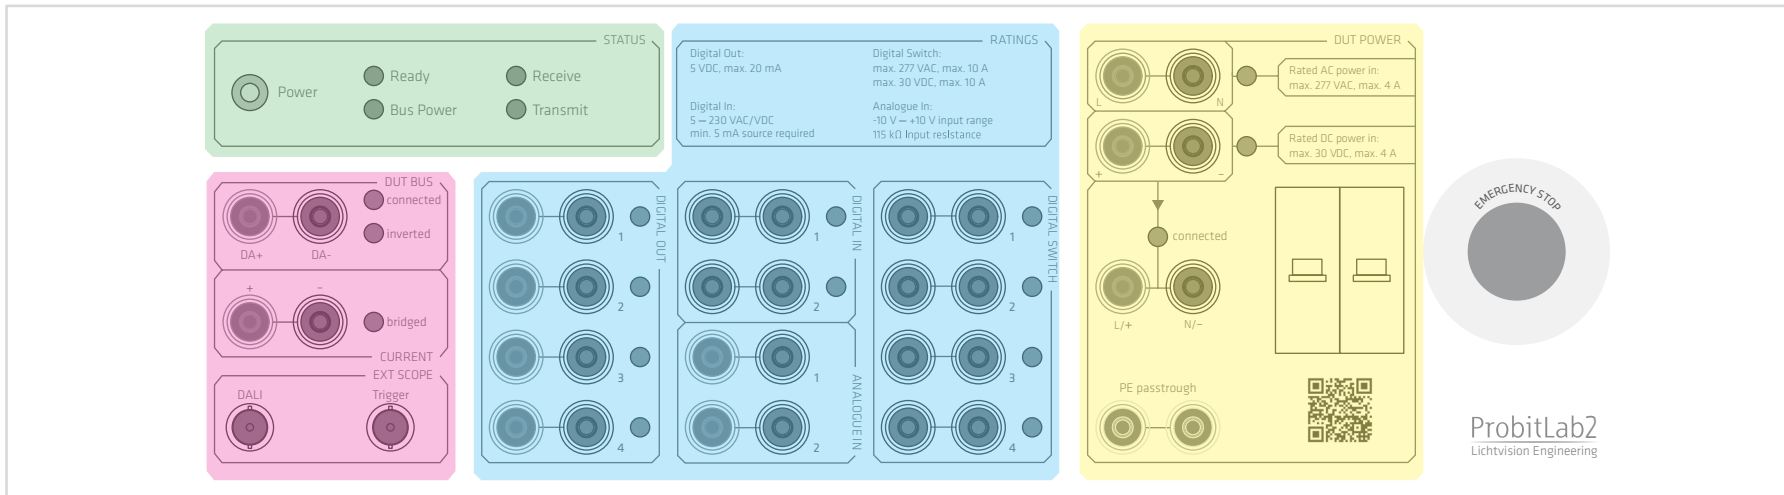 STATUS
Power
Ready
Receive
Bus Power
Transmit
RATINGS
Digital Out:
5 VDC, max. 20 mA
Digital In:
5 – 230 VAC/VDC
min. 5 mA source required
Digital Switch:
max. 277 VAC, max. 10 A
max. 30 VDC, max. 10 A
Analogue In:
-10 V – +10 V input range
115 kΩ Input resistance
DUT POWER
L
N
Rated AC power in:
max. 277 VAC, max. 4 A
+
–
Rated DC power in:
max. 30 VDC, max. 4 A
connected
L/+
N/–
PE passtrough
DUT BUS
connected
inverted
DA+
DA-
+
–
bridged
CURRENT
EXT SCOPE
DALI
Trigger
DIGITAL OUT
1
2
3
4
DIGITAL IN
1
2
ANALOGUE IN
1
2
DIGITAL SWITCH
1
2
3
4
EMERGENCY STOP
ProbitLab2
Lichtvision Engineering